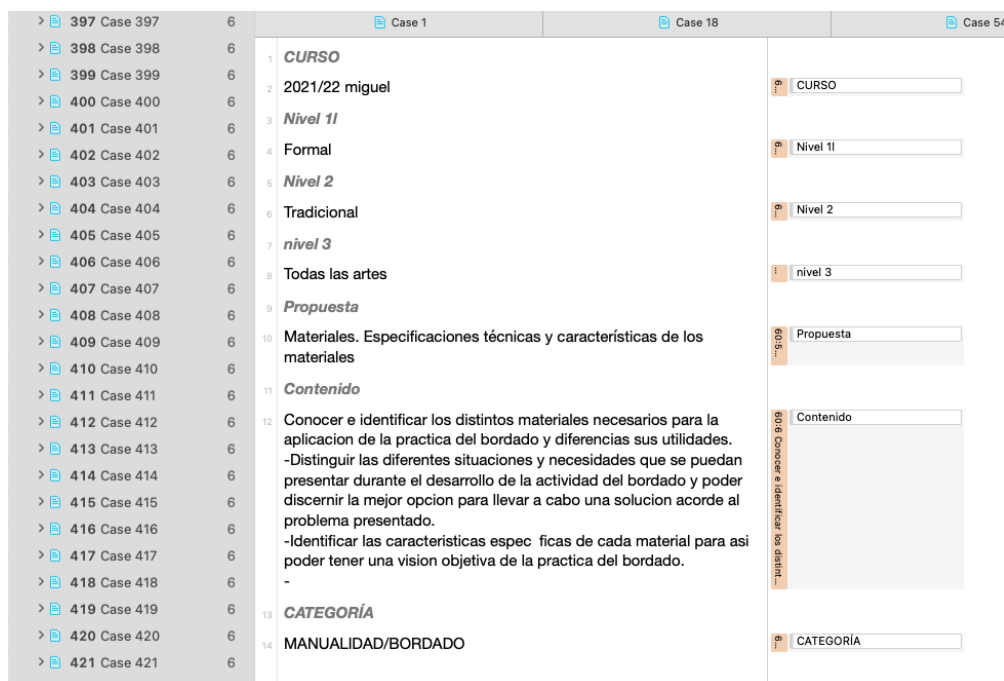 397 Case 397 6
398 Case 398 6
399 Case 399 6
400 Case 400 6
401 Case 401 6
402 Case 402 6
403 Case 403 6
404 Case 404 6
405 Case 405 6
406 Case 406 6
407 Case 407 6
408 Case 408 6
409 Case 409 6
410 Case 410 6
411 Case 411 6
412 Case 412 6
413 Case 413 6
414 Case 414 6
415 Case 415 6
416 Case 416 6
417 Case 417 6
418 Case 418 6
419 Case 419 6
420 Case 420 6
421 Case 421 6
Case 1
Case 18
Case 54
1 CURSO
2 2021/22 miguel
3 Nivel 1l
4 Formal
5 Nivel 2
6 Tradicional
7 nivel 3
8 Todas las artes
9 Propuesta
10 Materiales. Especificaciones técnicas y características de los
materiales
11 Contenido
12 Conocer e identificar los distintos materiales necesarios para la
aplicacion de la practica del bordado y diferencias sus utilidades.
-Distinguir las diferentes situaciones y necesidades que se puedan
presentar durante el desarrollo de la actividad del bordado y poder
discernir la mejor opcion para llevar a cabo una solucion acorde al
problema presentado.
-Identificar las caracteristicas espec ficas de cada material para asi
poder tener una vision objetiva de la practica del bordado.
-
13 CATEGORÍA
14 MANUALIDAD/BORDADO
6... CURSO
6... Nivel 1l
6... Nivel 2
... nivel 3
60:5... Propuesta
60:6 Conocer e identificar los distint... Contenido
6... CATEGORÍA